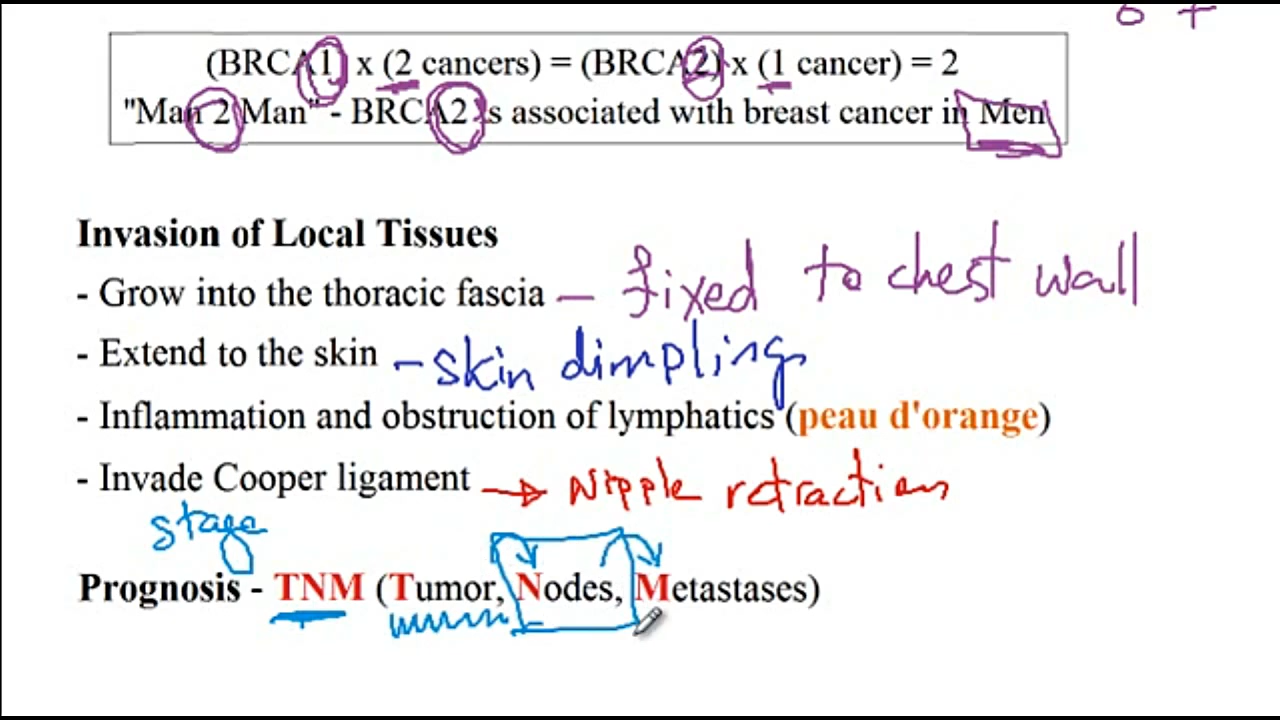 (BRCA1) x (2 cancers) = (BRCA2) x (1 cancer) = 2
"Man 2 Man" - BRCA2 is associated with breast cancer in Men
Invasion of Local Tissues
- Grow into the thoracic fascia – fixed to chest wall
- Extend to the skin – skin dimpling
- Inflammation and obstruction of lymphatics (peau d'orange)
- Invade Cooper ligament → Nipple retraction
stage
Prognosis - TNM (Tumor, Nodes, Metastases)